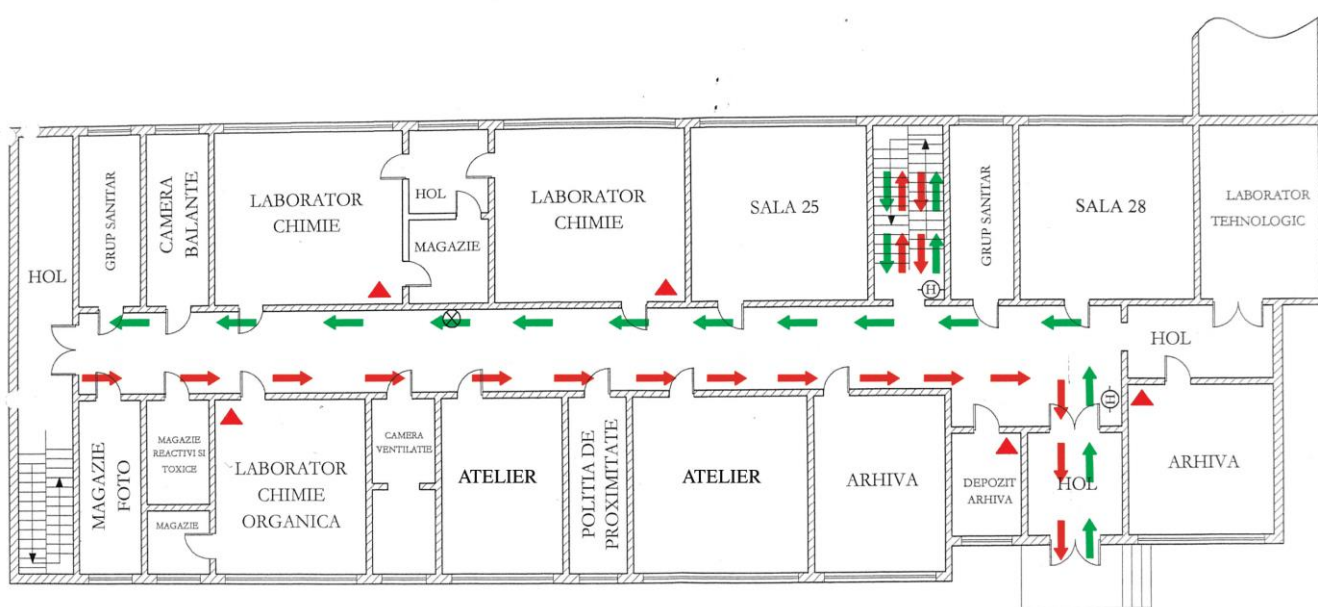 HOL
GRUP SANITAR
CAMERA
BALANTE
LABORATOR
CHIMIE
HOL
MAGAZIE
LABORATOR
CHIMIE
SALA 25
H
GRUP SANITAR
SALA 28
LABORATOR
TEHNOLOGIC
HOL
MAGAZIE
FOTO
MAGAZIE
REACTIVI SI
TOXICE
MAGAZIE
LABORATOR
CHIMIE
ORGANICA
CAMERA
VENTILATIE
ATELIER
POLITIA DE
PROXIMITATE
ATELIER
ARHIVA
DEPOZIT
ARHIVA
HOL
H
ARHIVA